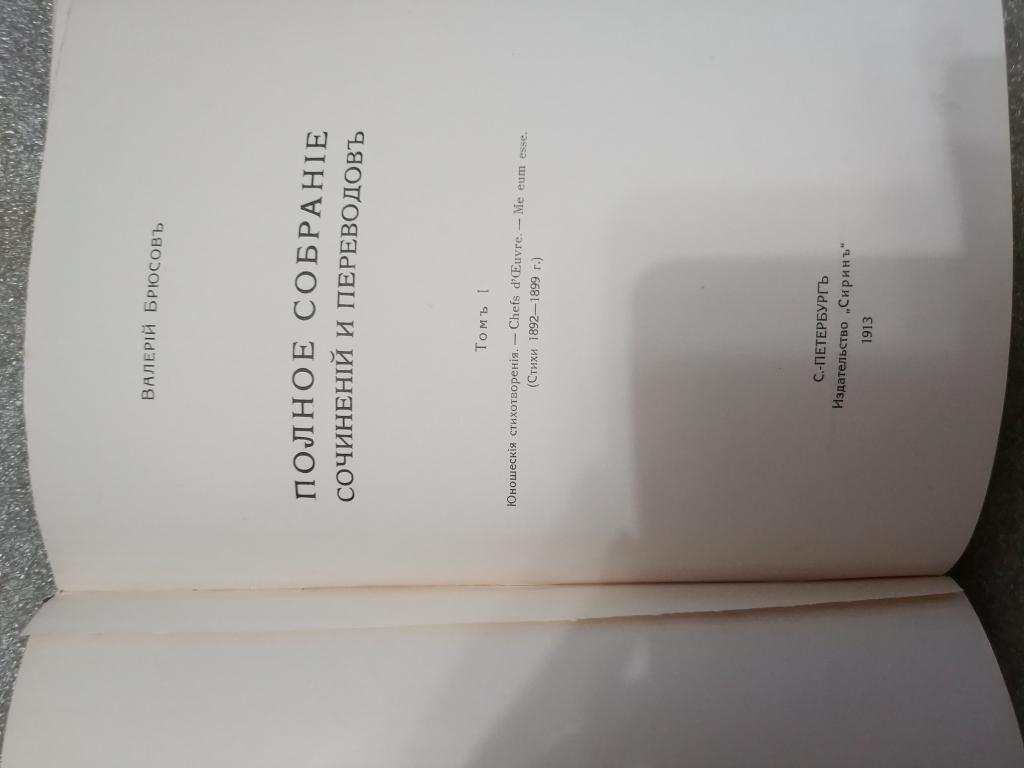 Валерій Брюсовъ
ПОЛНОЕ СОБРАНІЕ
СОЧИНЕНІЙ И ПЕРЕВОДОВЪ
Томъ I
Юношескія стихотворенія. — Chefs d'Œuvre. — Me eum esse.
(Стихи 1892—1899 г.)
С.-ПЕТЕРБУРГЪ
Издательство „Сиринъ“
1913